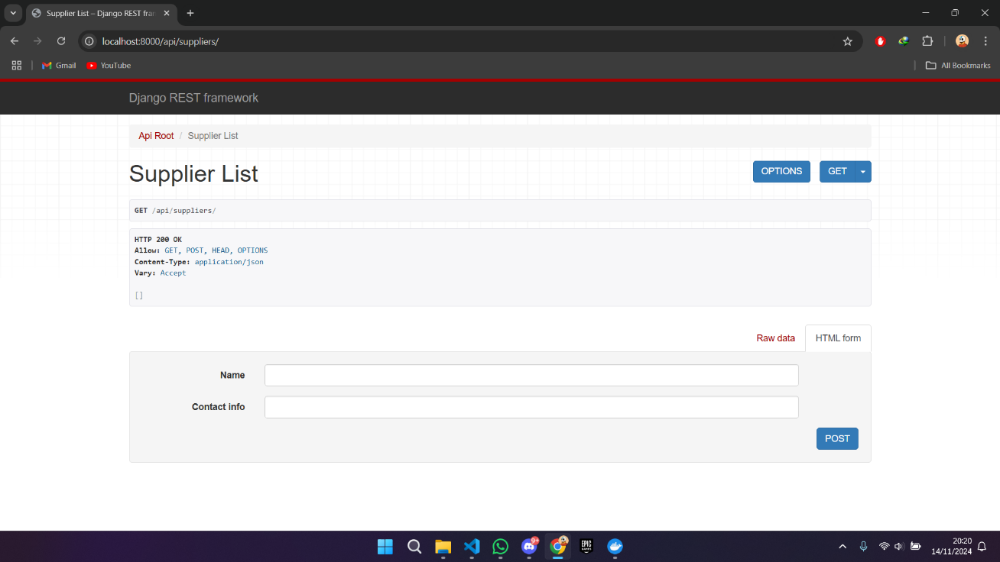 Supplier List – Django REST fran
localhost:8000/api/suppliers/
Gmail
YouTube
All Bookmarks
Django REST framework
Api Root / Supplier List
Supplier List
OPTIONS
GET
GET /api/suppliers/
HTTP 200 OK
Allow: GET, POST, HEAD, OPTIONS
Content-Type: application/json
Vary: Accept
[]
Raw data
HTML form
Name
Contact info
POST
9+
EPIC
GAMES
20:20
14/11/2024